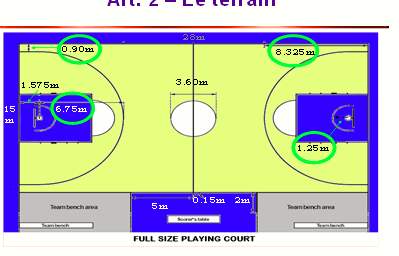 Art. 2 – Le terrain
28m
0.90m
8.325m
1.575m
3.60m
15
m
6.75m
1.25m
Team bench area
Team bench area
5m
0.15m
2m
Scorer's table
Team bench
Team bench
FULL SIZE PLAYING COURT